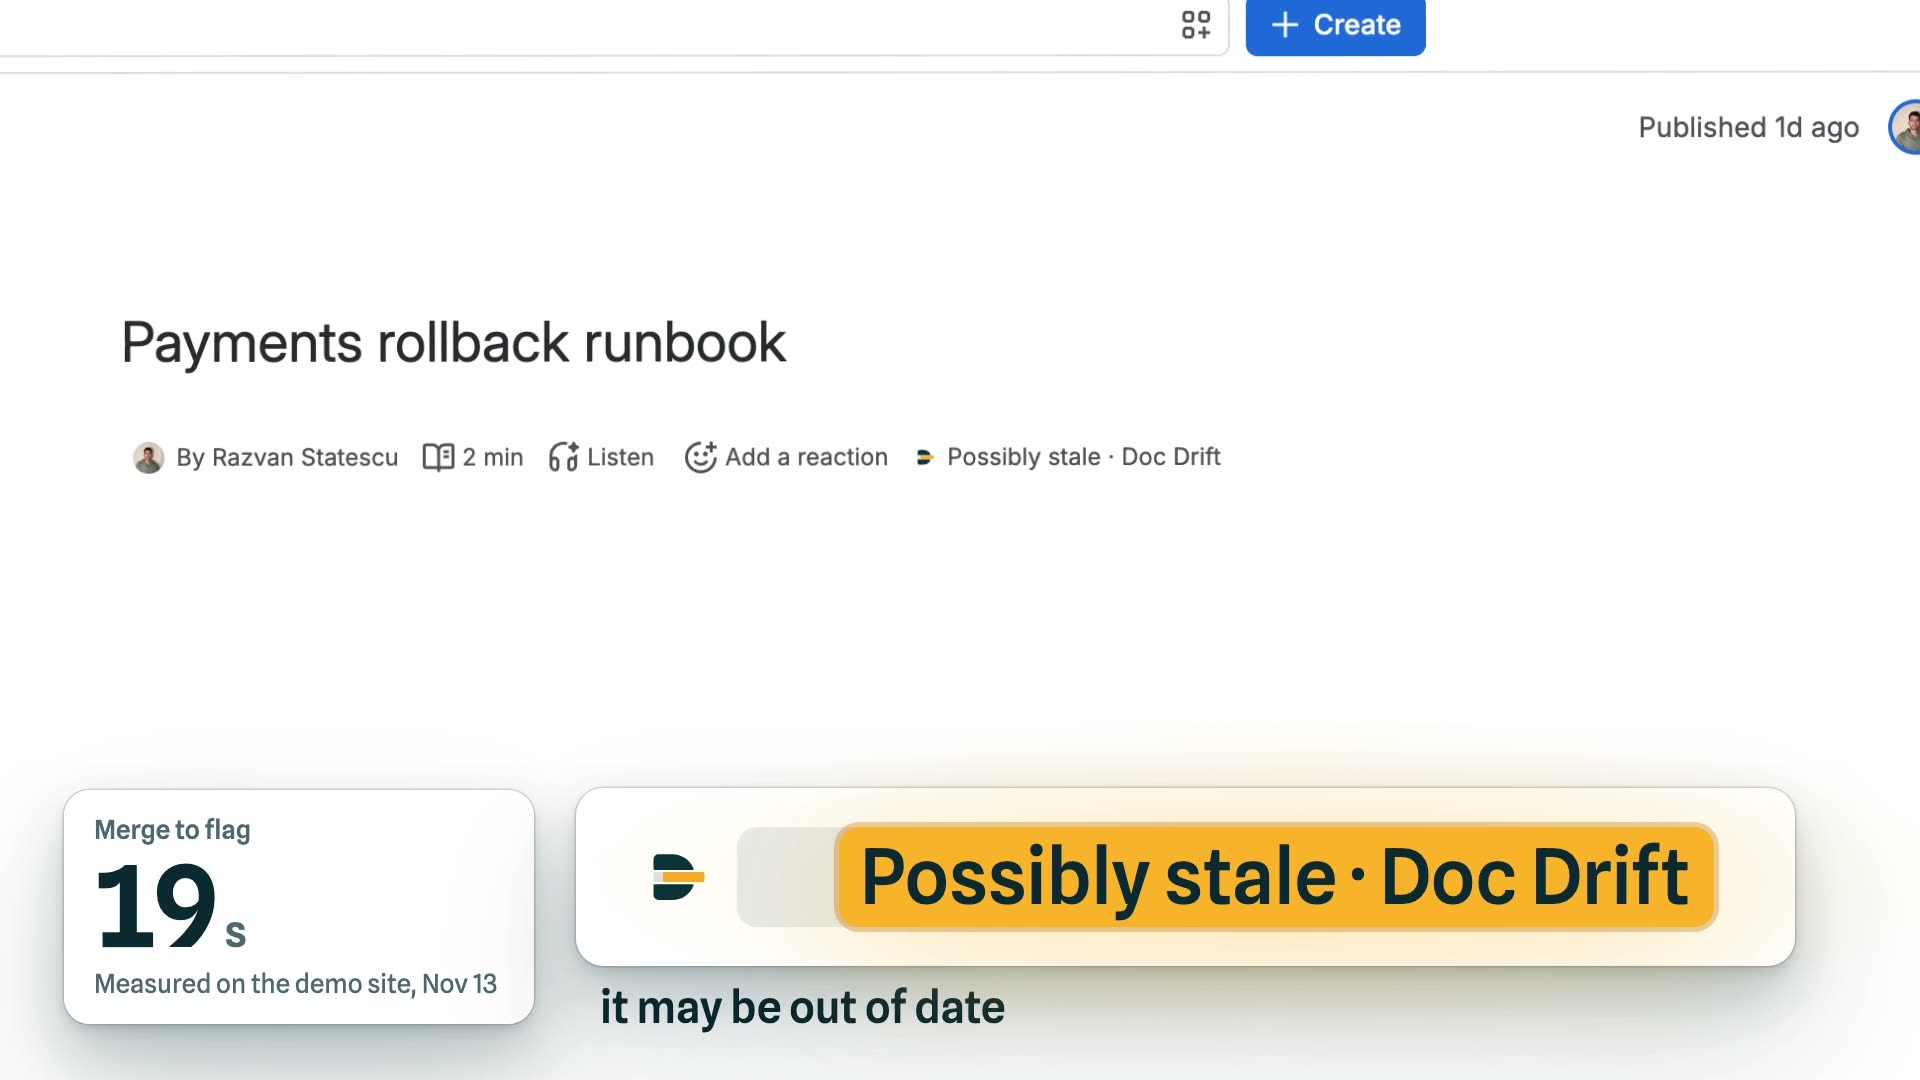 Create
Published 1d ago
Payments rollback runbook
By Razvan Statescu 2 min Listen Add a reaction Possibly stale · Doc Drift
Merge to flag
19 s
Measured on the demo site, Nov 13
Possibly stale · Doc Drift
it may be out of date